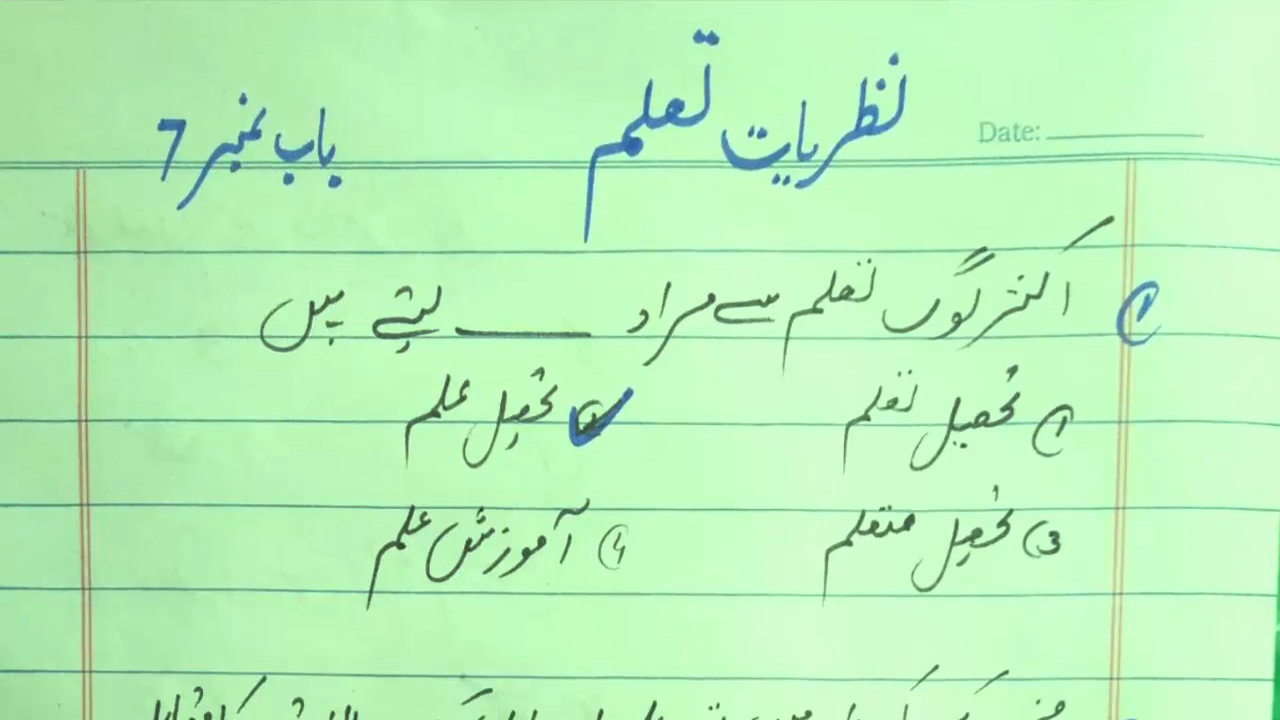 نظریات تعلم باب نمبر 7
Date:
1) اکثر لوگ تعلم سے مراد ______ لیتے ہیں
1) تحصیل تعلم 2) تحصیل علم
3) تحصیل متعلم 4) آموزش علم